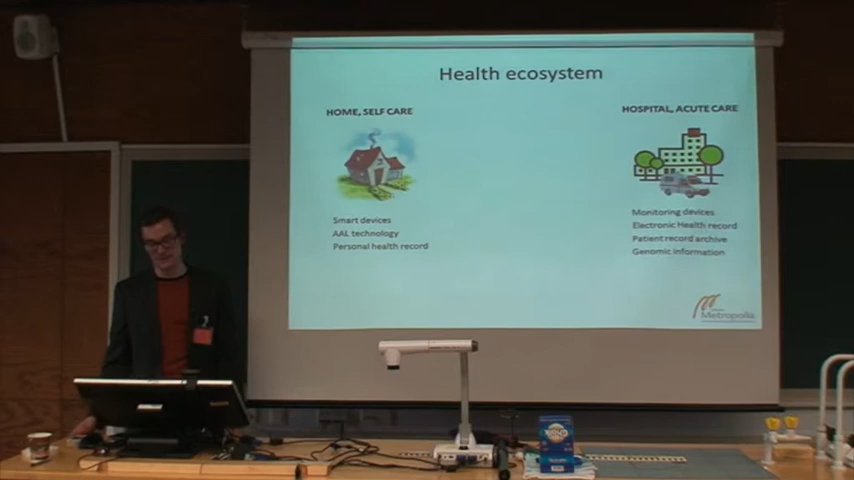 Health ecosystem
HOME, SELF CARE
Smart devices
AAL technology
Personal health record
HOSPITAL, ACUTE CARE
Monitoring devices
Electronic Health record
Patient record archive
Genomic information
Metropolia